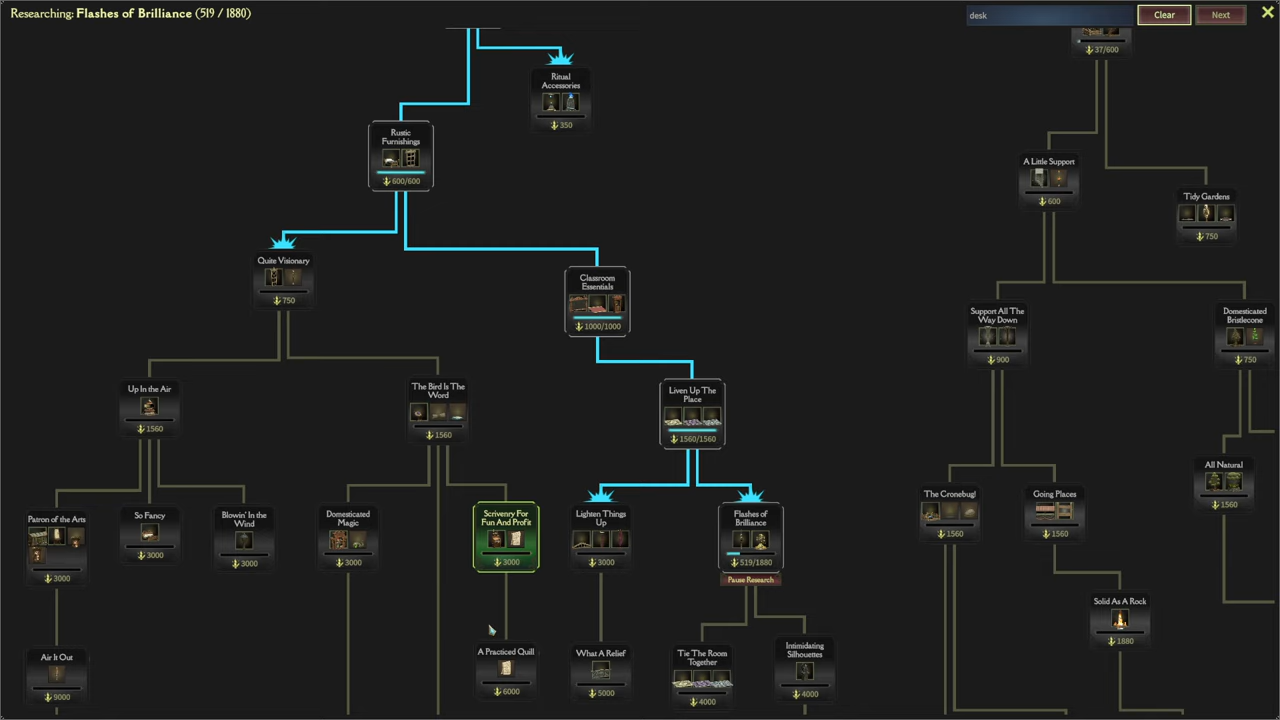 Researching: Flashes of Brilliance (519 / 1880)
desk
Clear
Next
37/600
Ritual
Accessories
350
Rustic
Furnishings
600/600
A Little Support
600
Tidy Gardens
750
Quite Visionary
750
Classroom
Essentials
1000/1000
Support All The
Way Down
900
Domesticated
Bristlecone
750
Up In the Air
1560
The Bird Is The
Word
1560
Liven Up The
Place
1560/1560
All Natural
1560
The Cronebug!
1560
Going Places
1560
Patron of the Arts
3000
So Fancy
3000
Blowin' In the
Wind
3000
Domesticated
Magic
3000
Scrivenry For
Fun And Profit
3000
Lighten Things
Up
3000
Flashes of
Brilliance
519/1880
Pause Research
Solid As A Rock
1880
Air It Out
9000
A Practiced Quill
6000
What A Relief
5000
Tie The Room
Together
4000
Intimidating
Silhouettes
4000